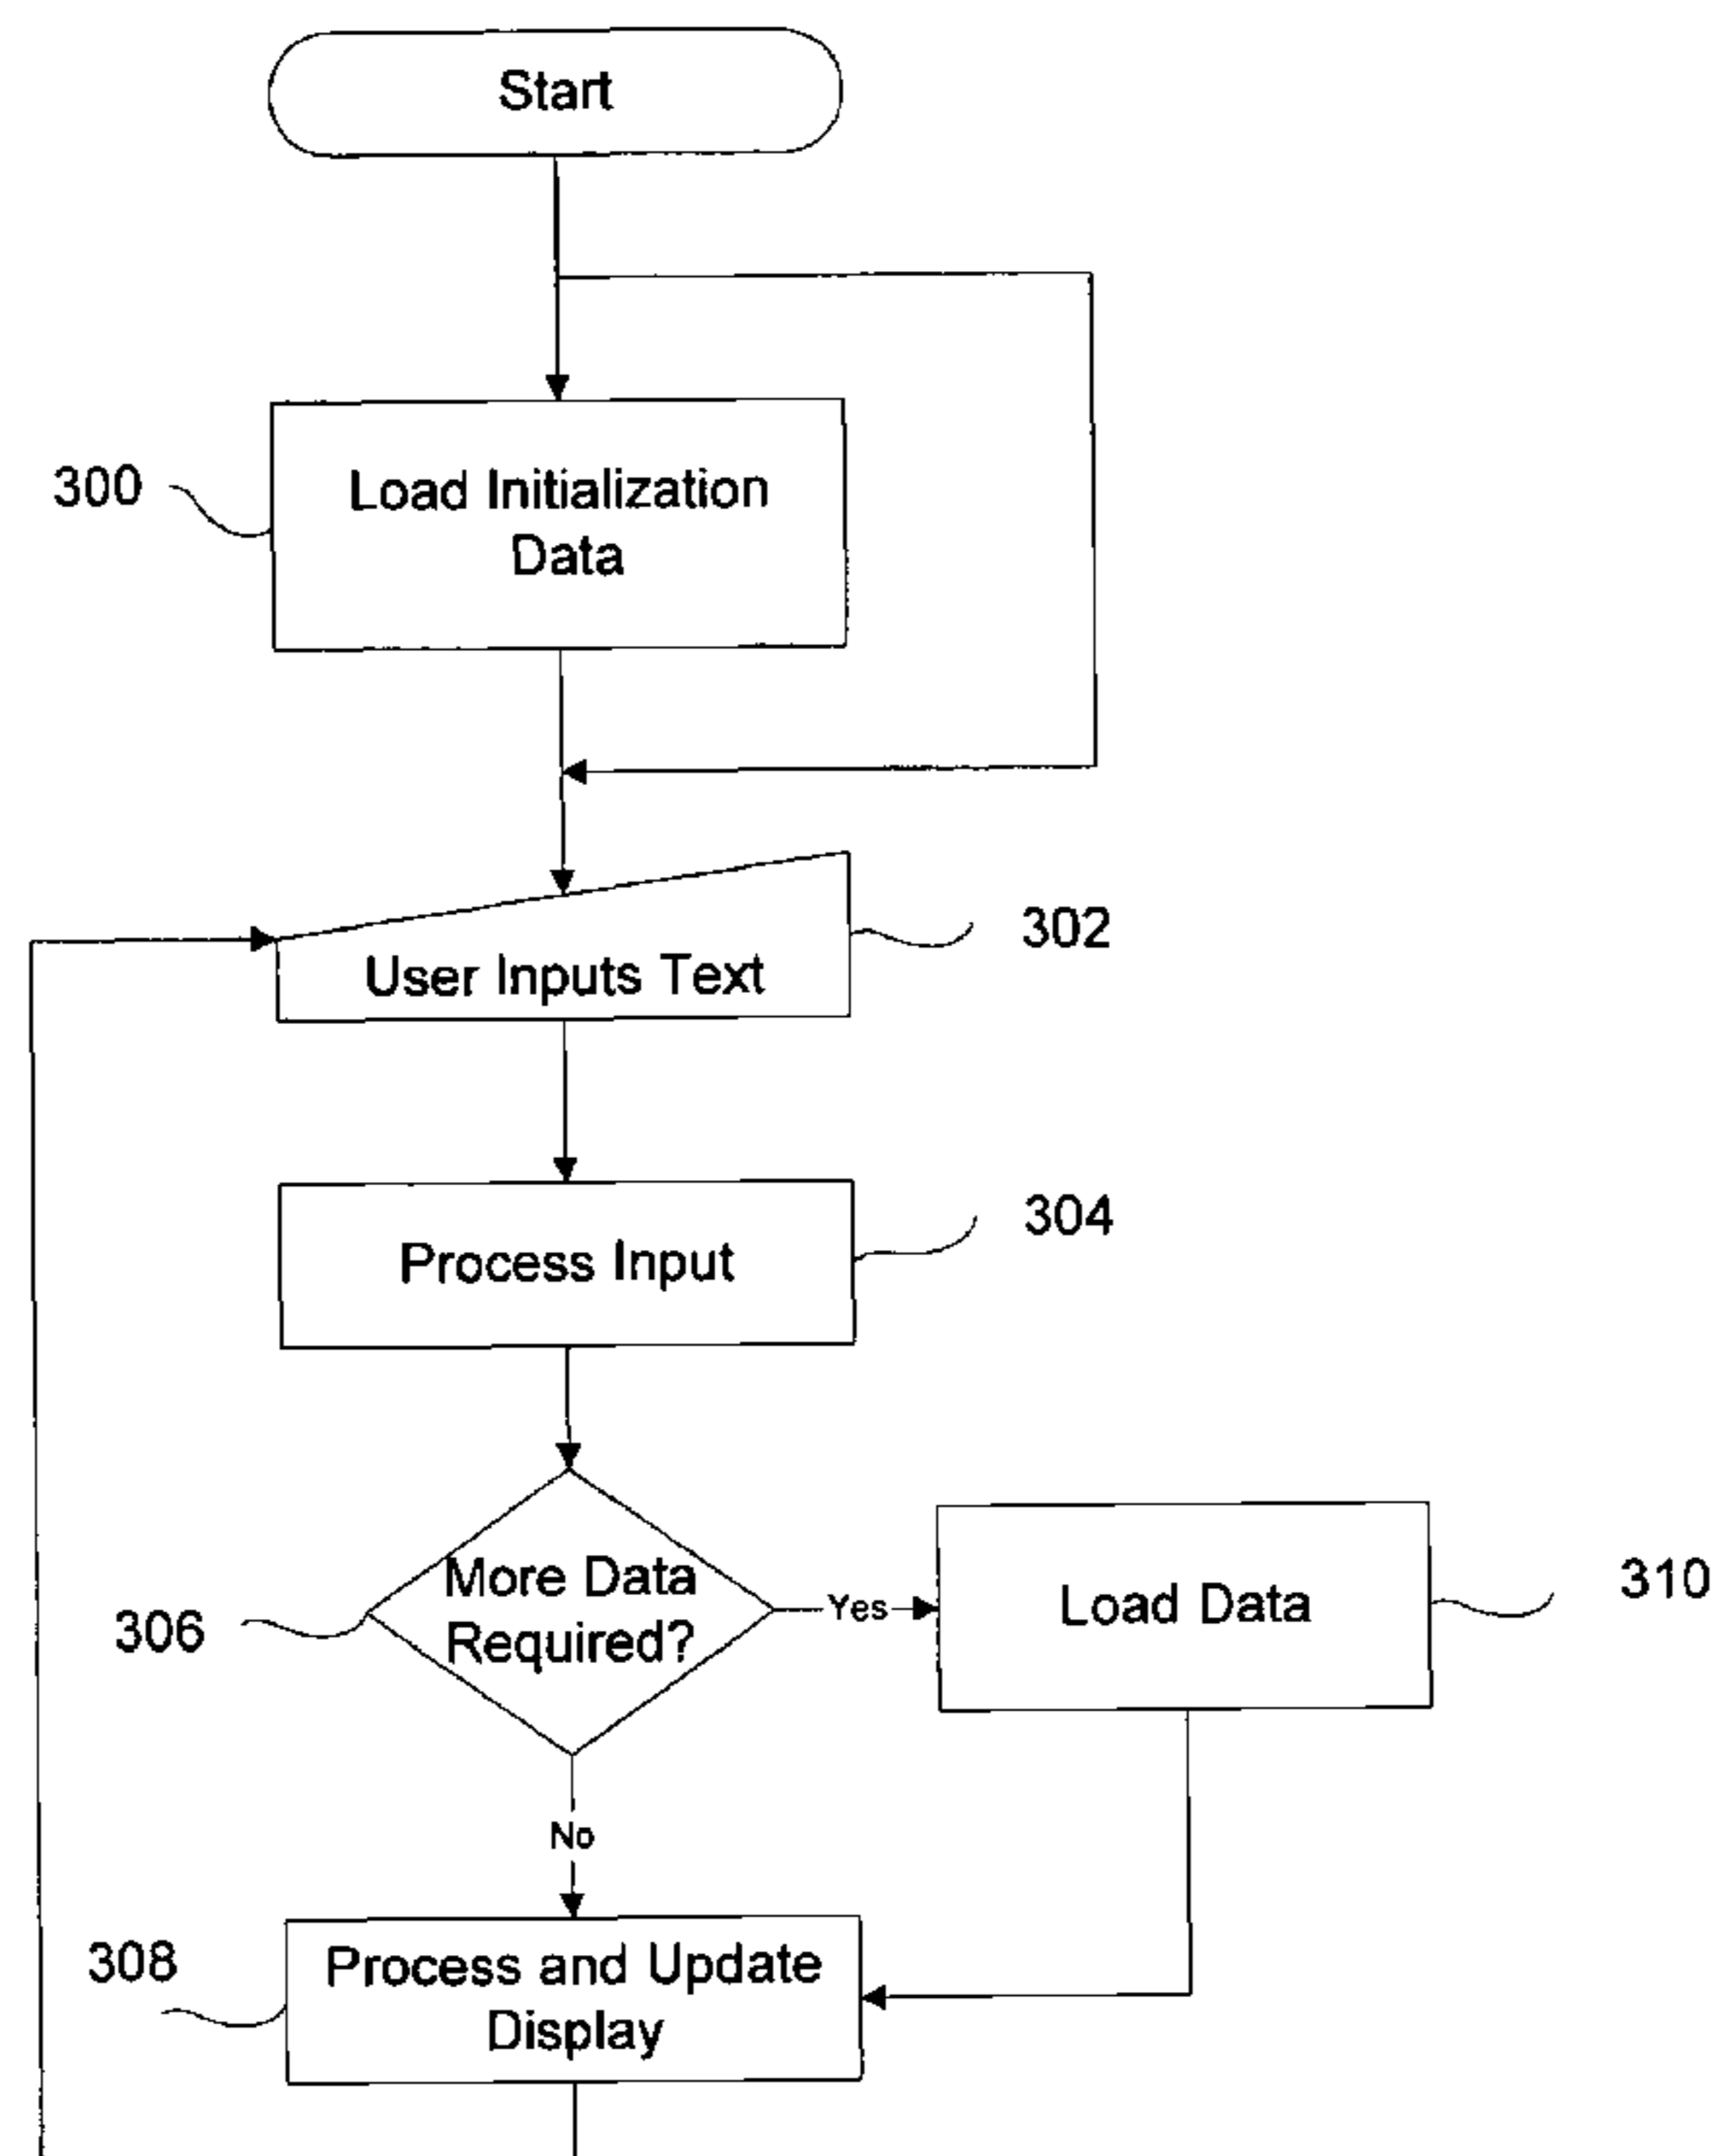 Start
300
Load Initialization
Data
302
User Inputs Text
304
Process Input
More Data
Required?
306
Yes
Load Data
310
No
308
Process and Update
Display